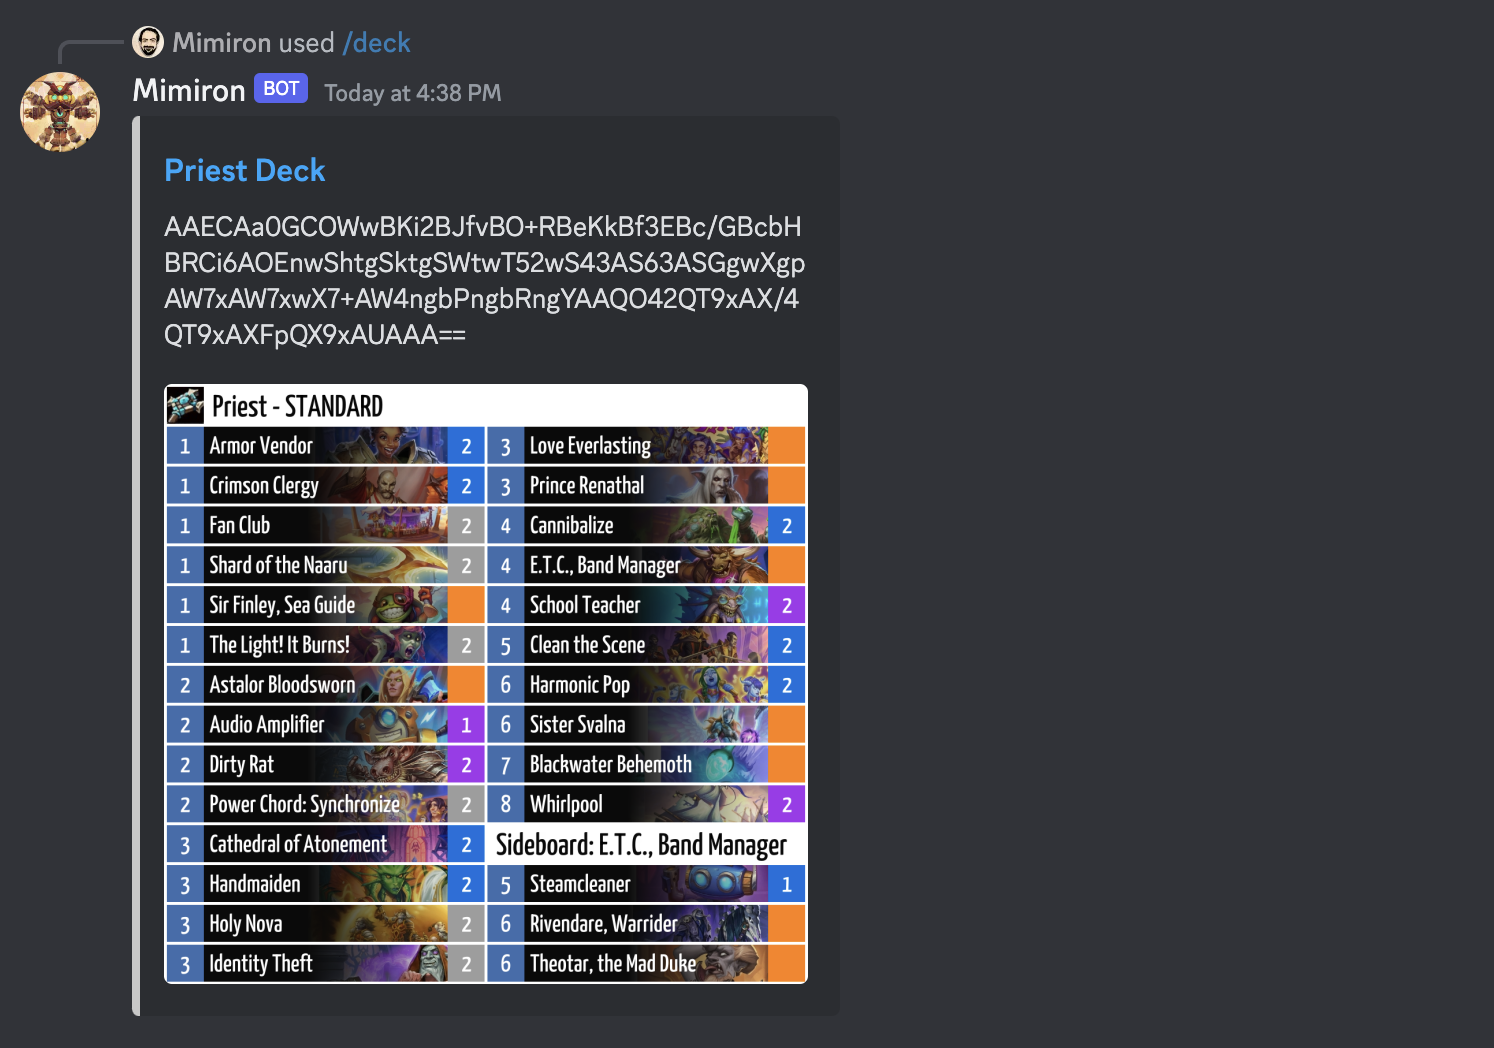 Mimiron used /deck
Mimiron BOT Today at 4:38 PM
Priest Deck
AAECAa0GCOWwBKi2BJfvBO+RBeKkBf3EBc/GBcbH
BRCi6AOEnwShtgSktgSWtwT52wS43AS63ASGgwXgp
AW7xAW7xwX7+AW4ngbPngbRngYAAQO42QT9xAX/4
QT9xAXFpQX9xAUAAA==
Priest - STANDARD
1 Armor Vendor 2
1 Crimson Clergy 2
1 Fan Club 2
1 Shard of the Naaru 2
1 Sir Finley, Sea Guide
1 The Light! It Burns! 2
2 Astalor Bloodsworn
2 Audio Amplifier 1
2 Dirty Rat 2
2 Power Chord: Synchronize 2
3 Cathedral of Atonement 2
3 Handmaiden 2
3 Holy Nova 2
3 Identity Theft 2
3 Love Everlasting
3 Prince Renathal
4 Cannibalize 2
4 E.T.C., Band Manager
4 School Teacher 2
5 Clean the Scene 2
6 Harmonic Pop 2
6 Sister Svalna
7 Blackwater Behemoth
8 Whirlpool 2
Sideboard: E.T.C., Band Manager
5 Steamcleaner 1
6 Rivendare, Warrider
6 Theotar, the Mad Duke